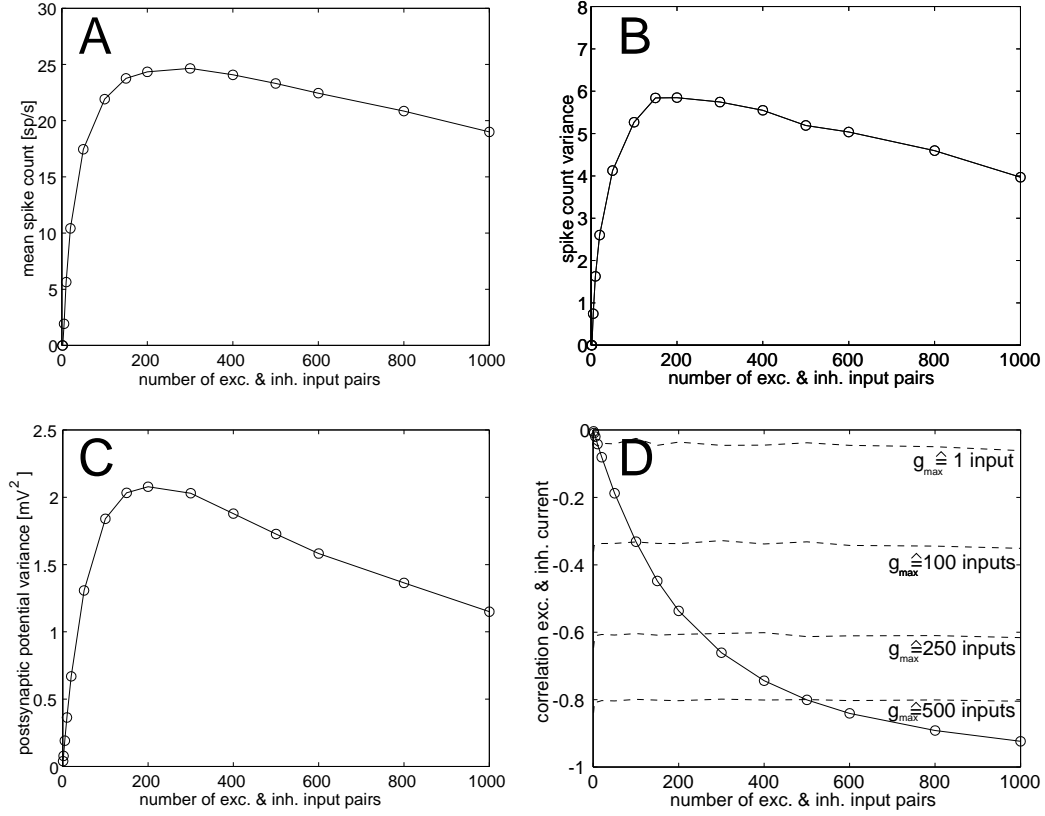 A
mean spike count [sp/s]
30
25
20
15
10
5
0
0 200 400 600 800 1000
number of exc. & inh. input pairs
B
spike count variance
8
7
6
5
4
3
2
1
0
0 200 400 600 800 1000
number of exc. & inh. input pairs
C
postsynaptic potential variance [mV²]
2.5
2
1.5
1
0.5
0
0 200 400 600 800 1000
number of exc. & inh. input pairs
D
correlation exc. & inh. current
0
-0.2
-0.4
-0.6
-0.8
-1
g_max ≙ 1 input
g_max ≙ 100 inputs
g_max ≙ 250 inputs
g_max ≙ 500 inputs
0 200 400 600 800 1000
number of exc. & inh. input pairs